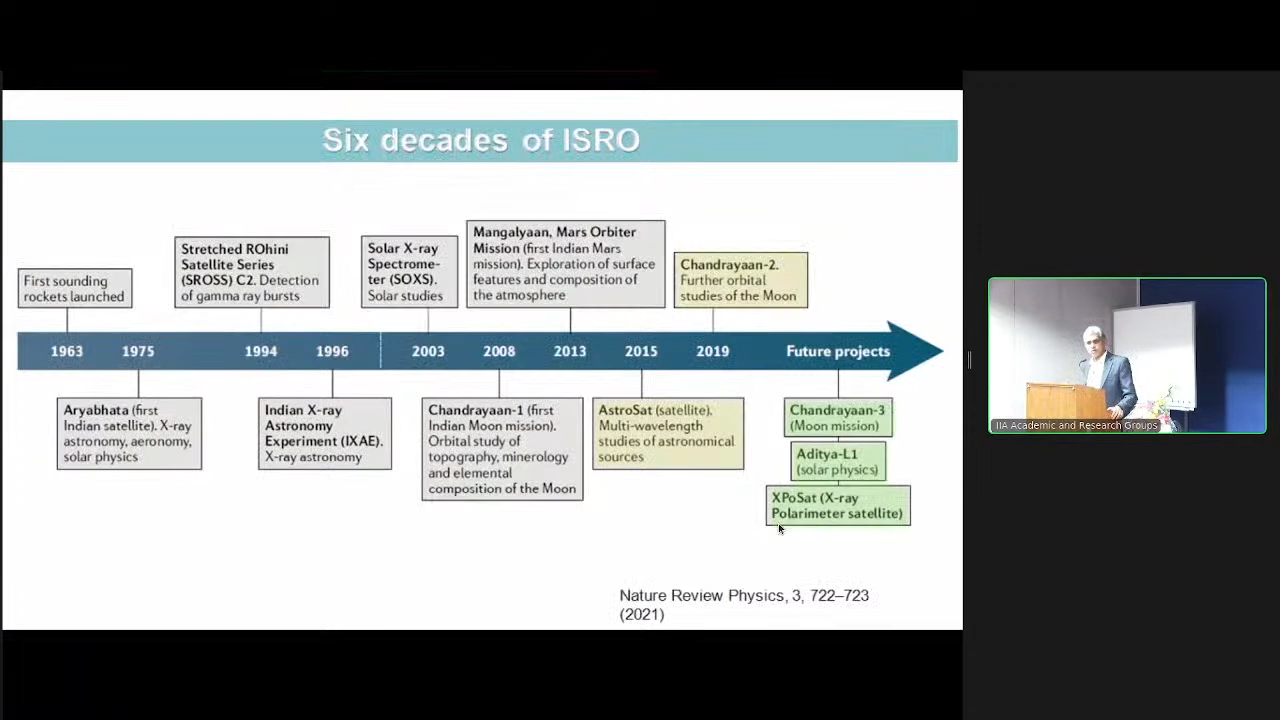 Six decades of ISRO
First sounding
rockets launched
Stretched ROhini
Satellite Series
(SROSS) C2. Detection
of gamma ray bursts
Solar X-ray
Spectrome-
ter (SOXS).
Solar studies
Mangalyaan, Mars Orbiter
Mission (first Indian Mars
mission). Exploration of surface
features and composition of
the atmosphere
Chandrayaan-2.
Further orbital
studies of the Moon
1963 1975 1994 1996 2003 2008 2013 2015 2019 Future projects
Aryabhata (first
Indian satellite). X-ray
astronomy, aeronomy,
solar physics
Indian X-ray
Astronomy
Experiment (IXAE).
X-ray astronomy
Chandrayaan-1 (first
Indian Moon mission).
Orbital study of
topography, minerology
and elemental
composition of the Moon
AstroSat (satellite).
Multi-wavelength
studies of astronomical
sources
Chandrayaan-3
(Moon mission)
Aditya-L1
(solar physics)
XPoSat (X-ray
Polarimeter satellite)
Nature Review Physics, 3, 722–723
(2021)
IIA Academic and Research Groups